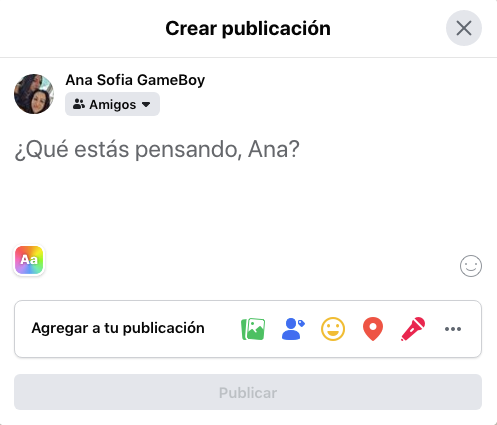 Crear publicación
Ana Sofia GameBoy
Amigos
¿Qué estás pensando, Ana?
Aa
Agregar a tu publicación
Publicar